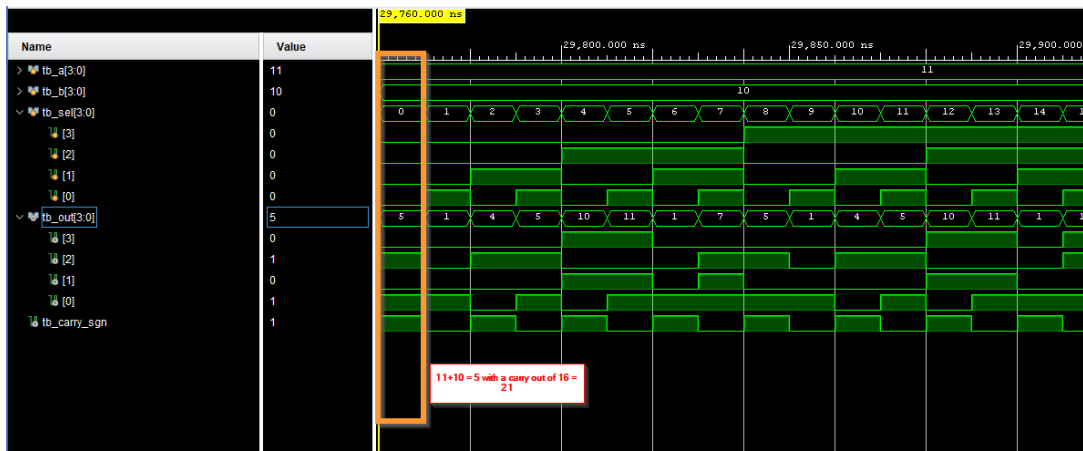 29,760.000 ns
Name Value 29,800.000 ns 29,850.000 ns 29,900.000
tb_a[3:0] 11 11
tb_b[3:0] 10 10
tb_sel[3:0] 0 0 1 2 3 4 5 6 7 8 9 10 11 12 13 14 1
[3] 0
[2] 0
[1] 0
[0] 0
tb_out[3:0] 5 5 1 4 5 10 11 1 7 5 1 4 5 10 11 1 1
[3] 0
[2] 1
[1] 0
[0] 1
tb_carry_sgn 1
11+10 = 5 with a carry out of 16 =
21